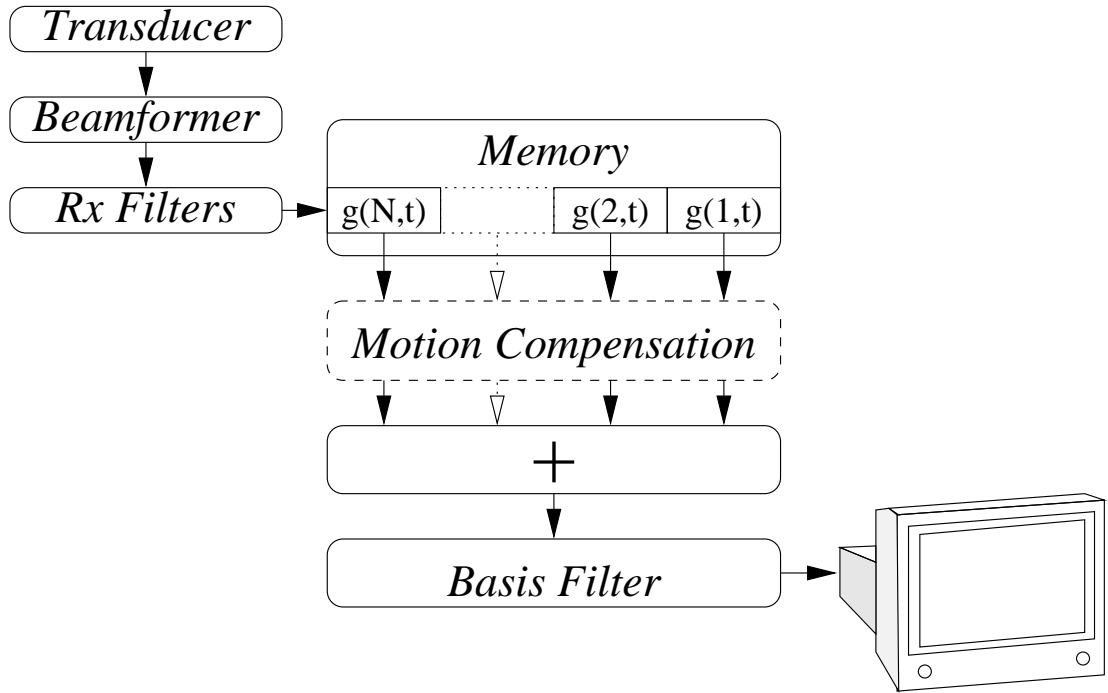 Transducer
Beamformer
Rx Filters
Memory
g(N,t) g(2,t) g(1,t)
Motion Compensation
+
Basis Filter